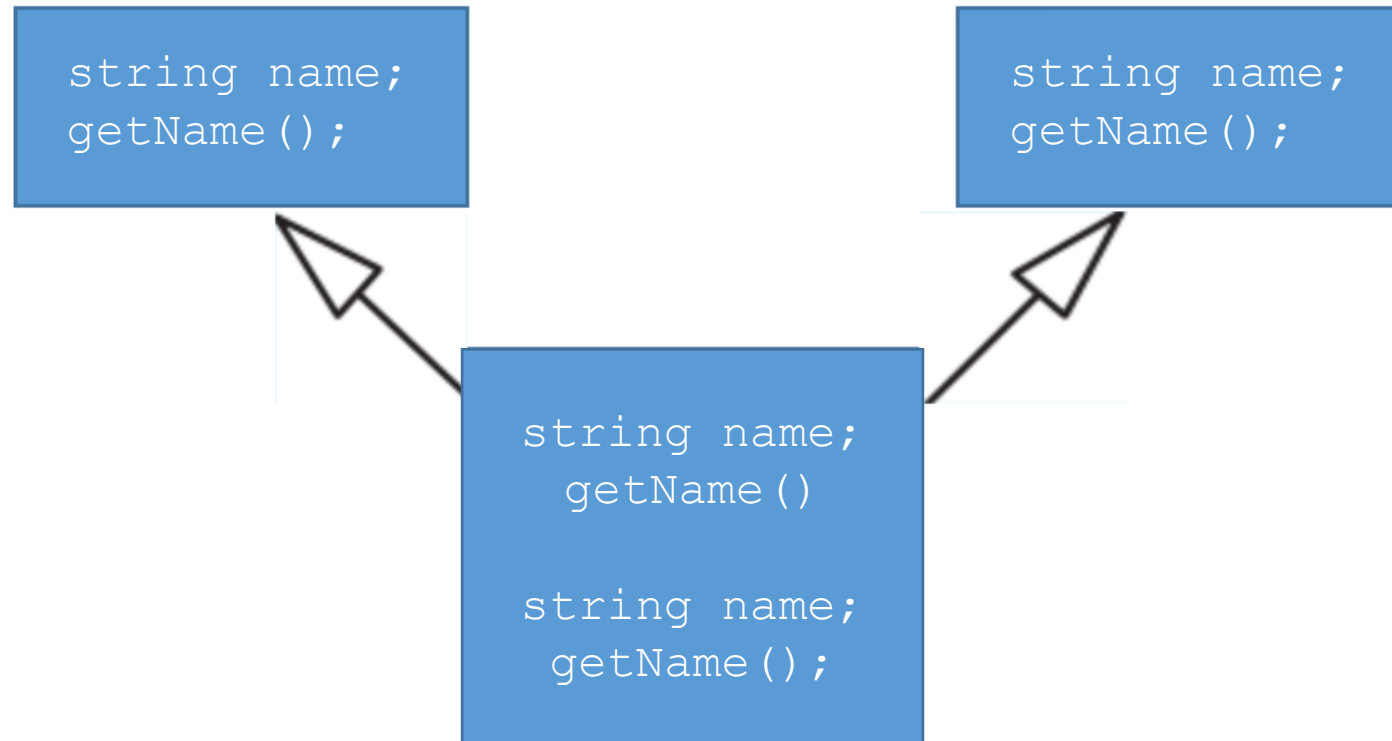 string name;
getName();
string name;
getName();
string name;
getName()
string name;
getName();